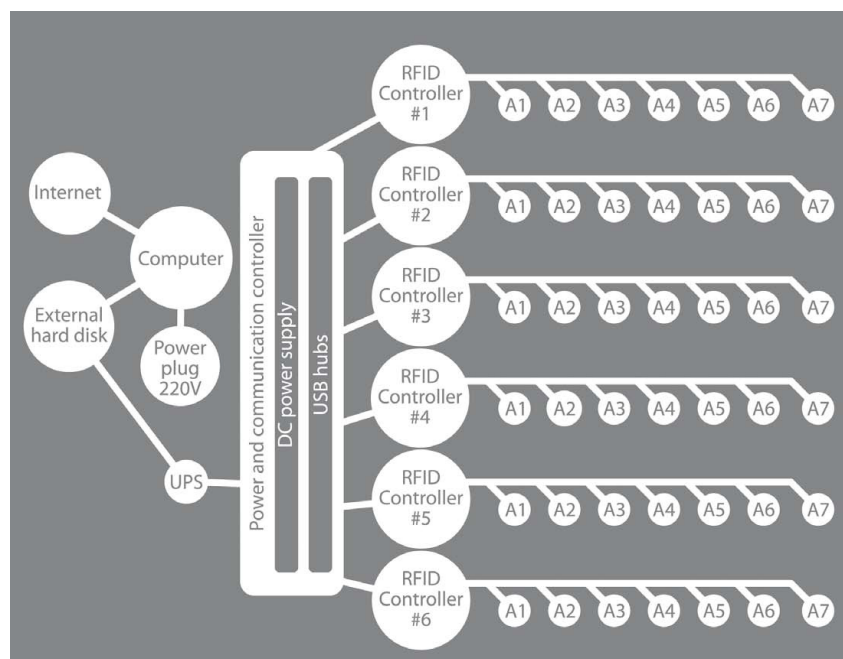 Internet
Computer
External
hard disk
Power
plug
220V
UPS
Power and communication controller
DC power supply
USB hubs
RFID
Controller
#1
A1 A2 A3 A4 A5 A6 A7
RFID
Controller
#2
A1 A2 A3 A4 A5 A6 A7
RFID
Controller
#3
A1 A2 A3 A4 A5 A6 A7
RFID
Controller
#4
A1 A2 A3 A4 A5 A6 A7
RFID
Controller
#5
A1 A2 A3 A4 A5 A6 A7
RFID
Controller
#6
A1 A2 A3 A4 A5 A6 A7